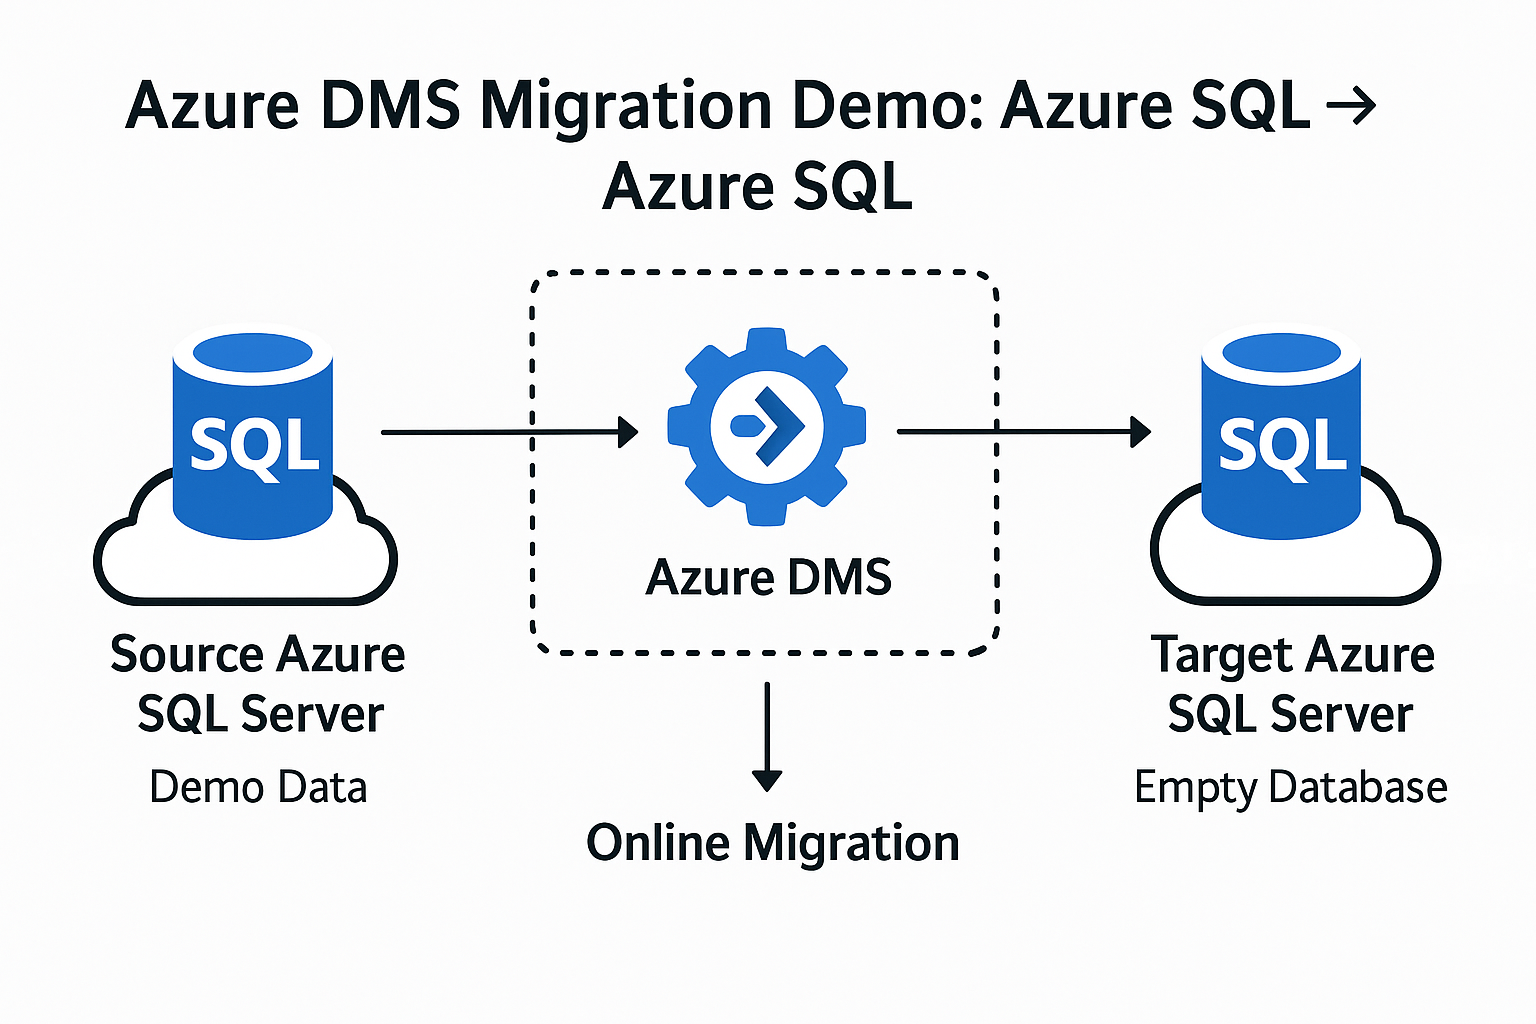 Azure DMS Migration Demo: Azure SQL →
Azure SQL
SQL
SQL
Azure DMS
Source Azure
SQL Server
Demo Data
Target Azure
SQL Server
Empty Database
Online Migration